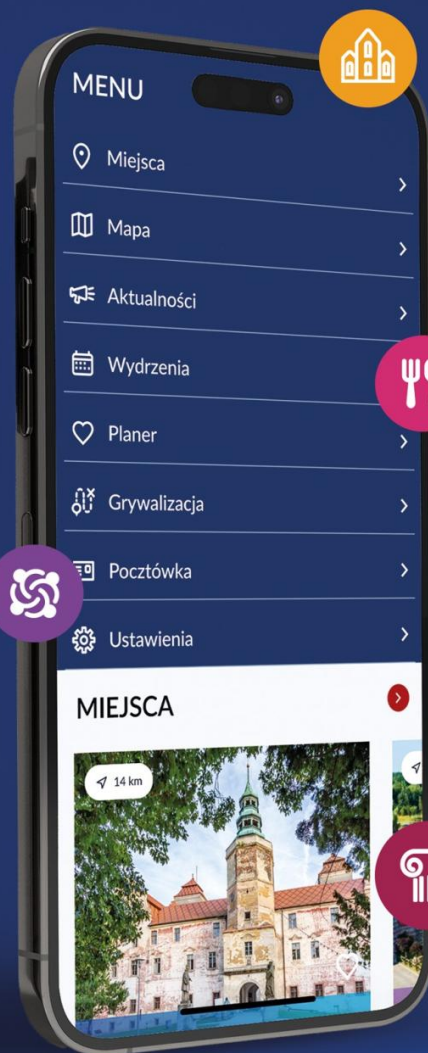 MENU
Miejsca
Mapa
Aktualności
Wydrzenia
Planer
Grywalizacja
Pocztówka
Ustawienia
MIEJSCA
14 km